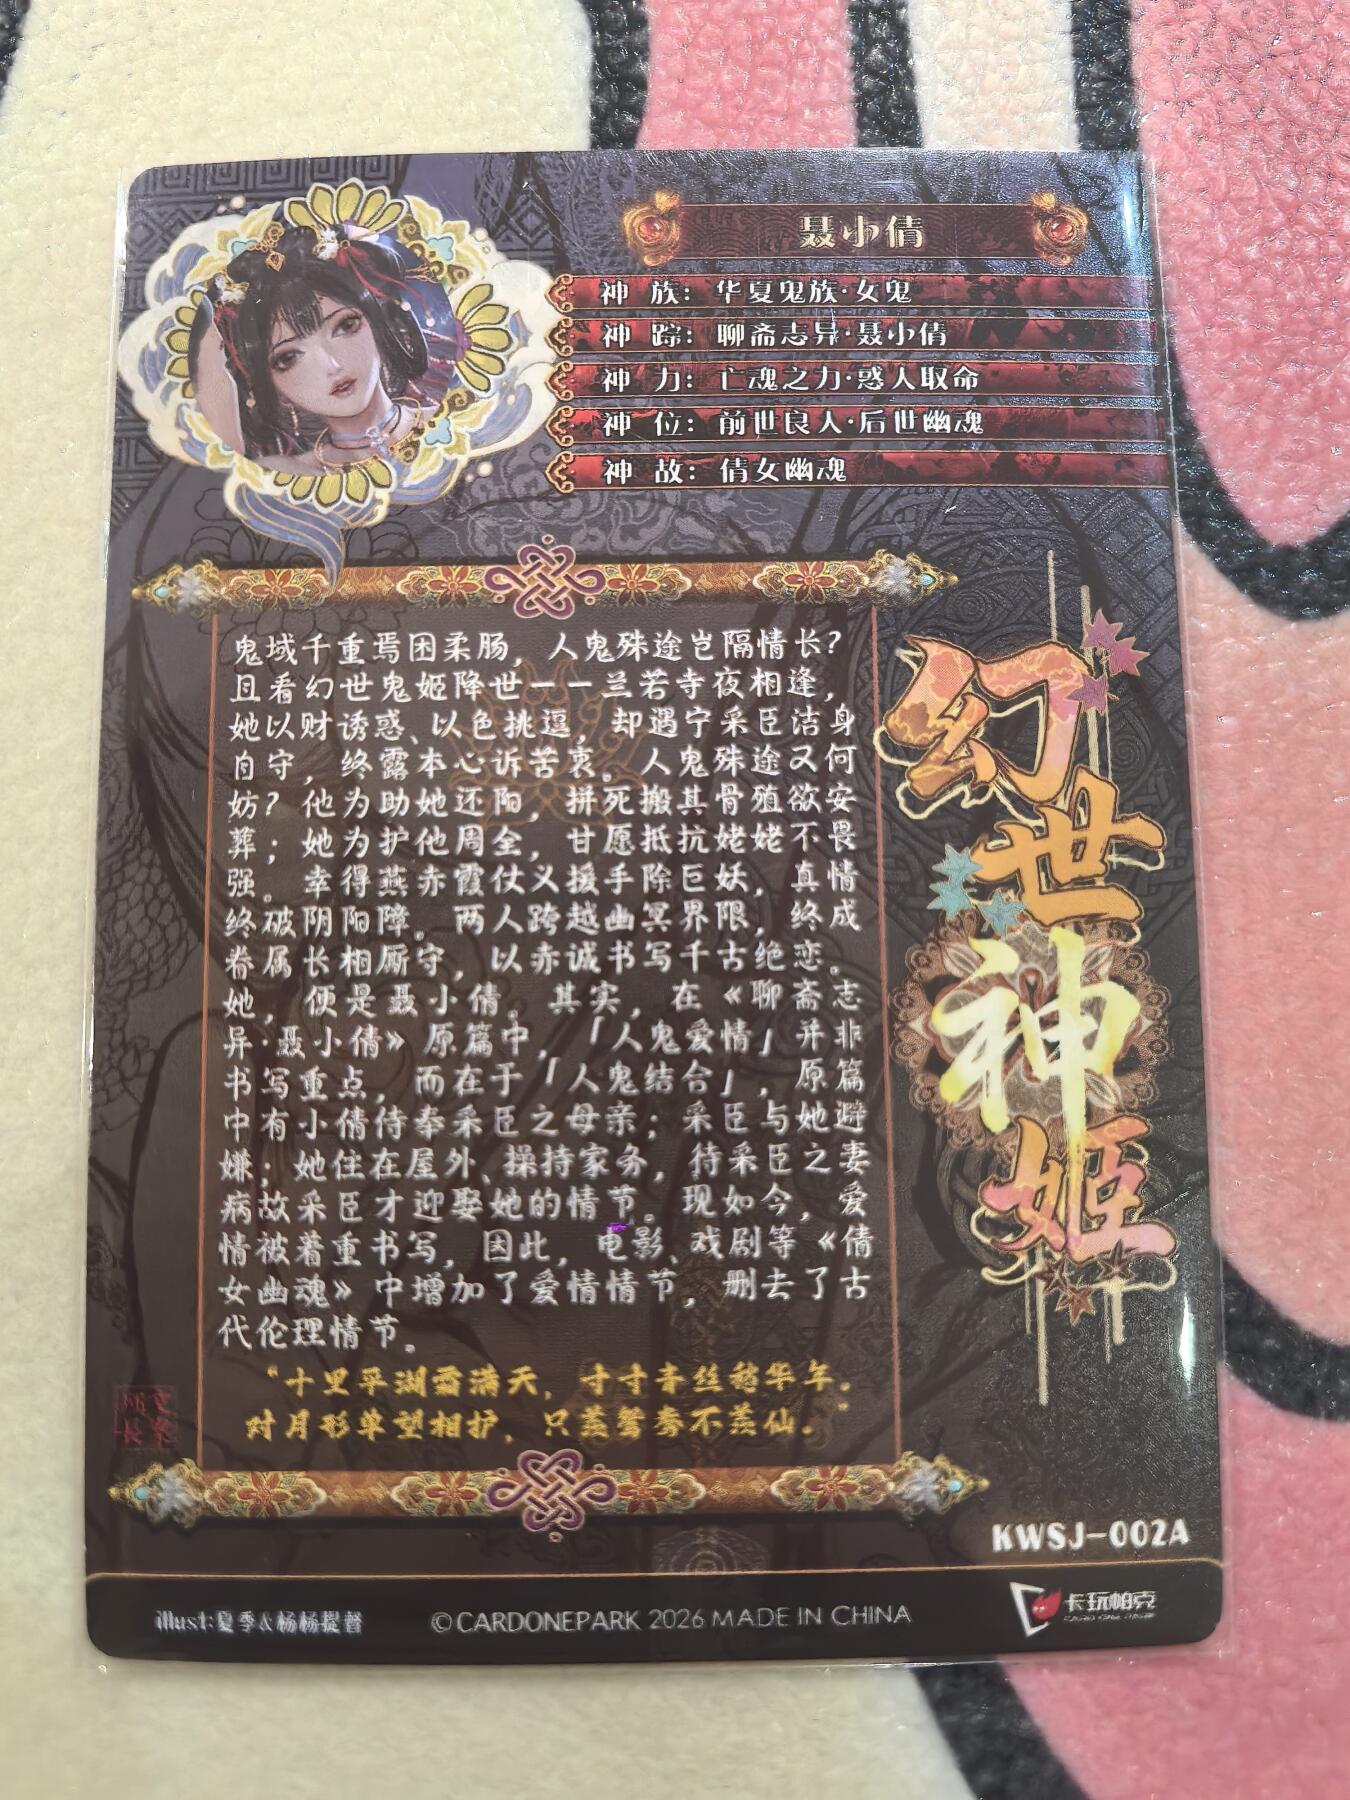 聂小倩
神 族：华夏鬼族·女鬼
神 踪：聊斋志异·聂小倩
神 力：亡魂之力·惑人取命
神 位：前世良人·后世幽魂
神 故：倩女幽魂
鬼域千重焉困柔肠，人鬼殊途岂隔情长？
且看幻世鬼姬降世——兰若寺夜相逢，
她以财诱惑、以色挑逗，却遇宁采臣洁身
自守，终露本心诉苦衷。人鬼殊途又何
妨？他为助她还阳，拼死搬其骨殖欲安
葬；她为护他周全，甘愿抵抗姥姥不畏
强。幸得燕赤霞仗义援手除巨妖，真情
终破阴阳障。两人跨越幽冥界限，终成
眷属长相厮守，以赤诚书写千古绝恋。
她，便是聂小倩。其实，在《聊斋志
异·聂小倩》原篇中，「人鬼爱情」并非
书写重点，而在于「人鬼结合」，原篇
中有小倩侍奉采臣之母亲；采臣与她避
嫌；她住在屋外、操持家务，待采臣之妻
病故采臣才迎娶她的情节。现如今，爱
情被着重书写，因此，电影、戏剧等《倩
女幽魂》中增加了爱情情节，删去了古
代伦理情节。
“十里平湖霜满天，寸寸青丝愁华年。
对月形单望相护，只羡鸳鸯不羡仙。”
幻世神姬
KWSJ-002A
illust:夏季&杨杨提督
©CARDONEPARK 2026 MADE IN CHINA
卡玩帕克